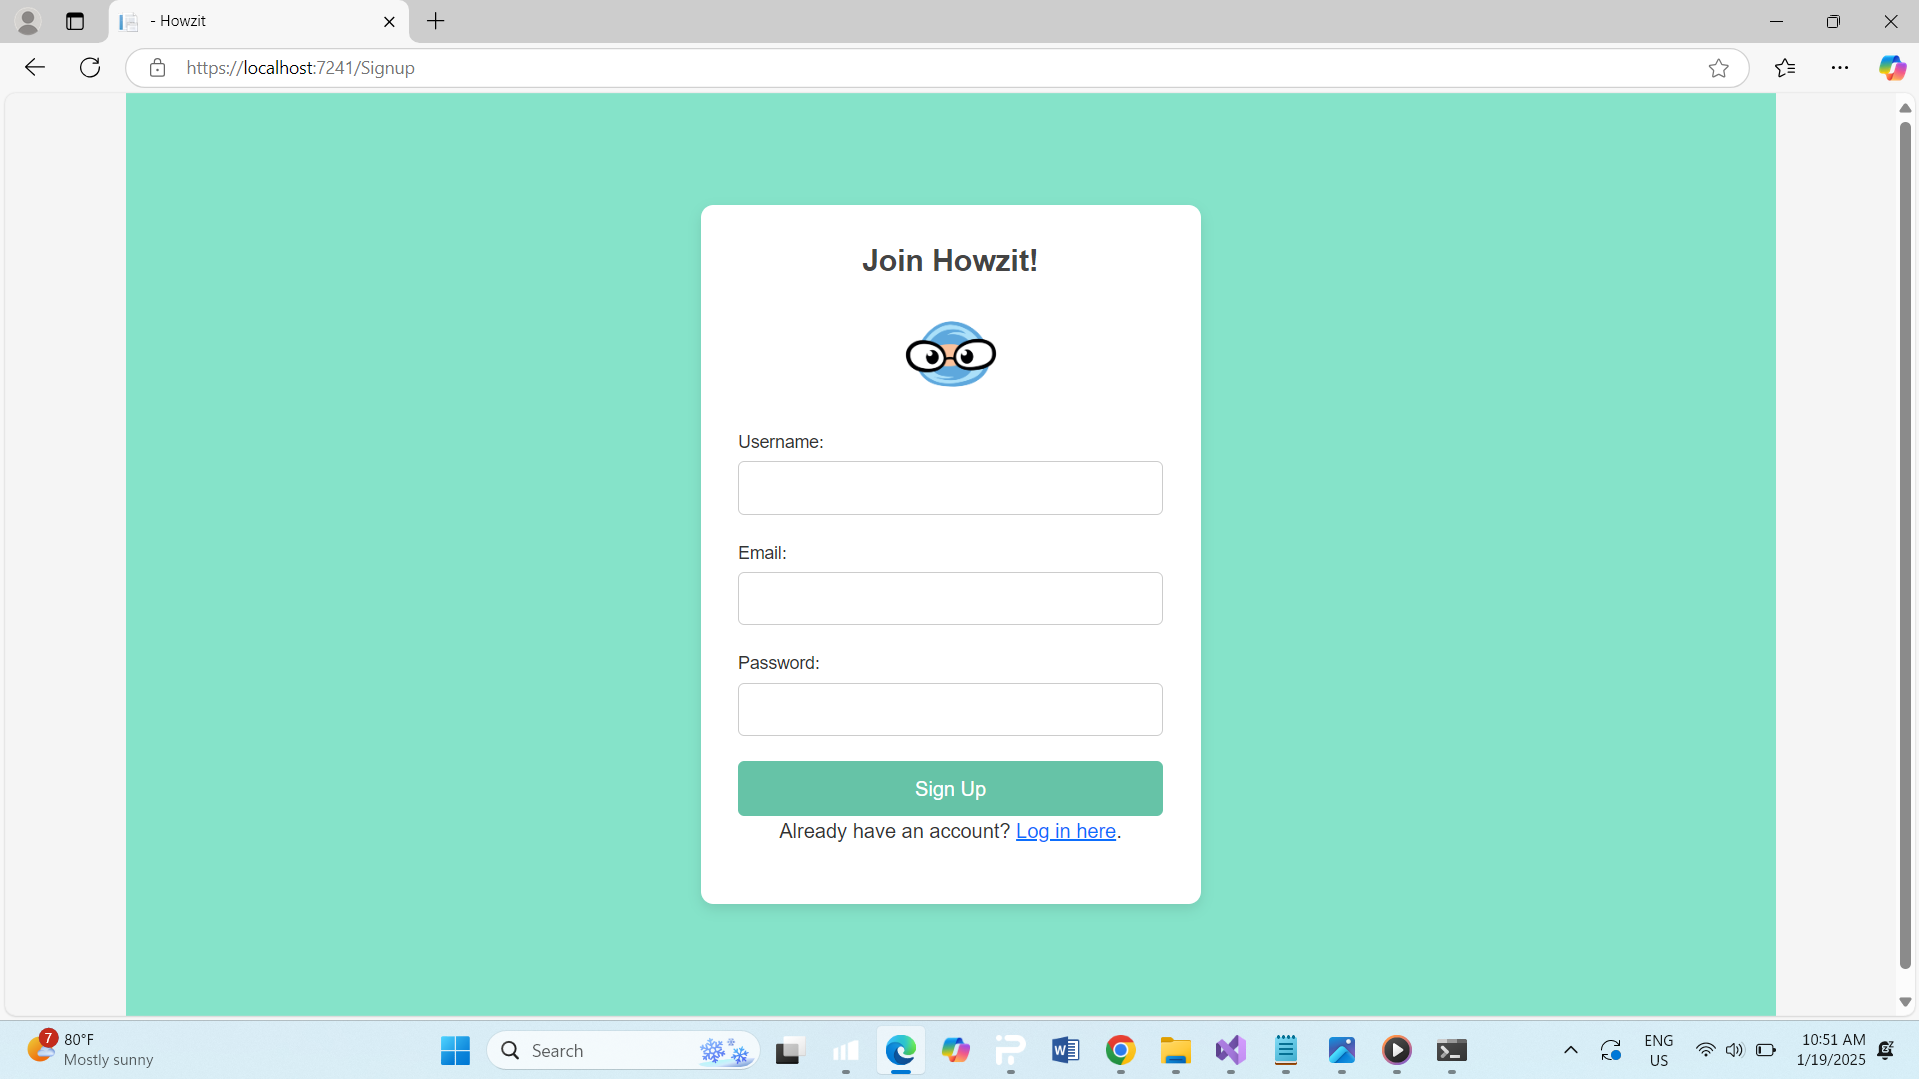 - Howzit
https://localhost:7241/Signup
Join Howzit!
Username:
Email:
Password:
Sign Up
Already have an account? Log in here.
7
80°F
Mostly sunny
Search
ENG
US
10:51 AM
1/19/2025